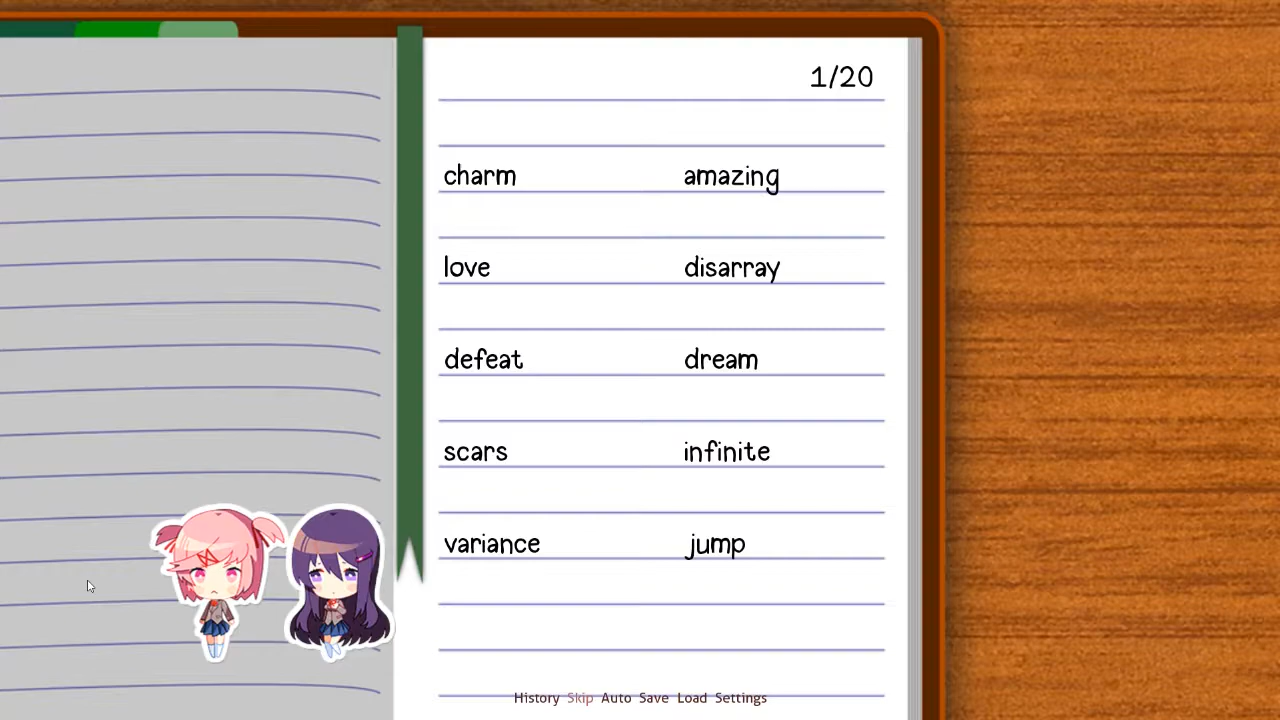 1/20
charm amazing
love disarray
defeat dream
scars infinite
variance jump
History Skip Auto Save Load Settings